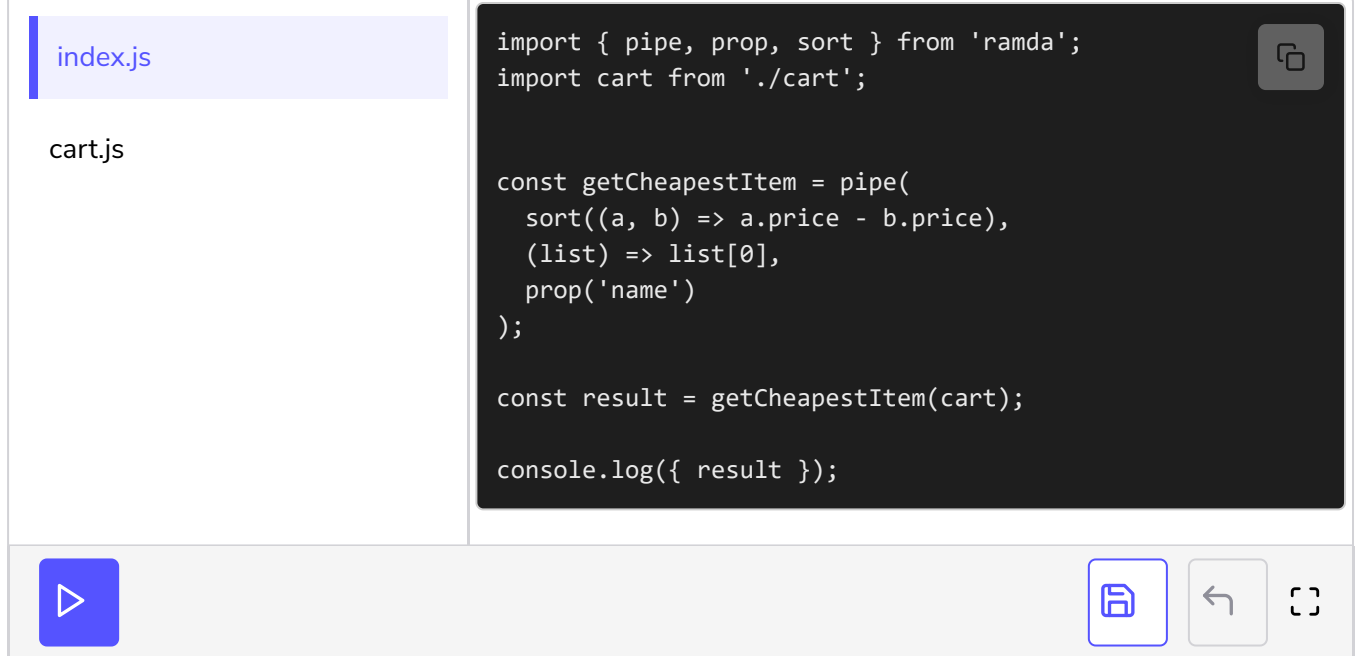 index.js
cart.js
import { pipe, prop, sort } from 'ramda';
import cart from './cart';
const getCheapestItem = pipe(
  sort((a, b) => a.price - b.price),
  (list) => list[0],
  prop('name')
);
const result = getCheapestItem(cart);
console.log({ result });